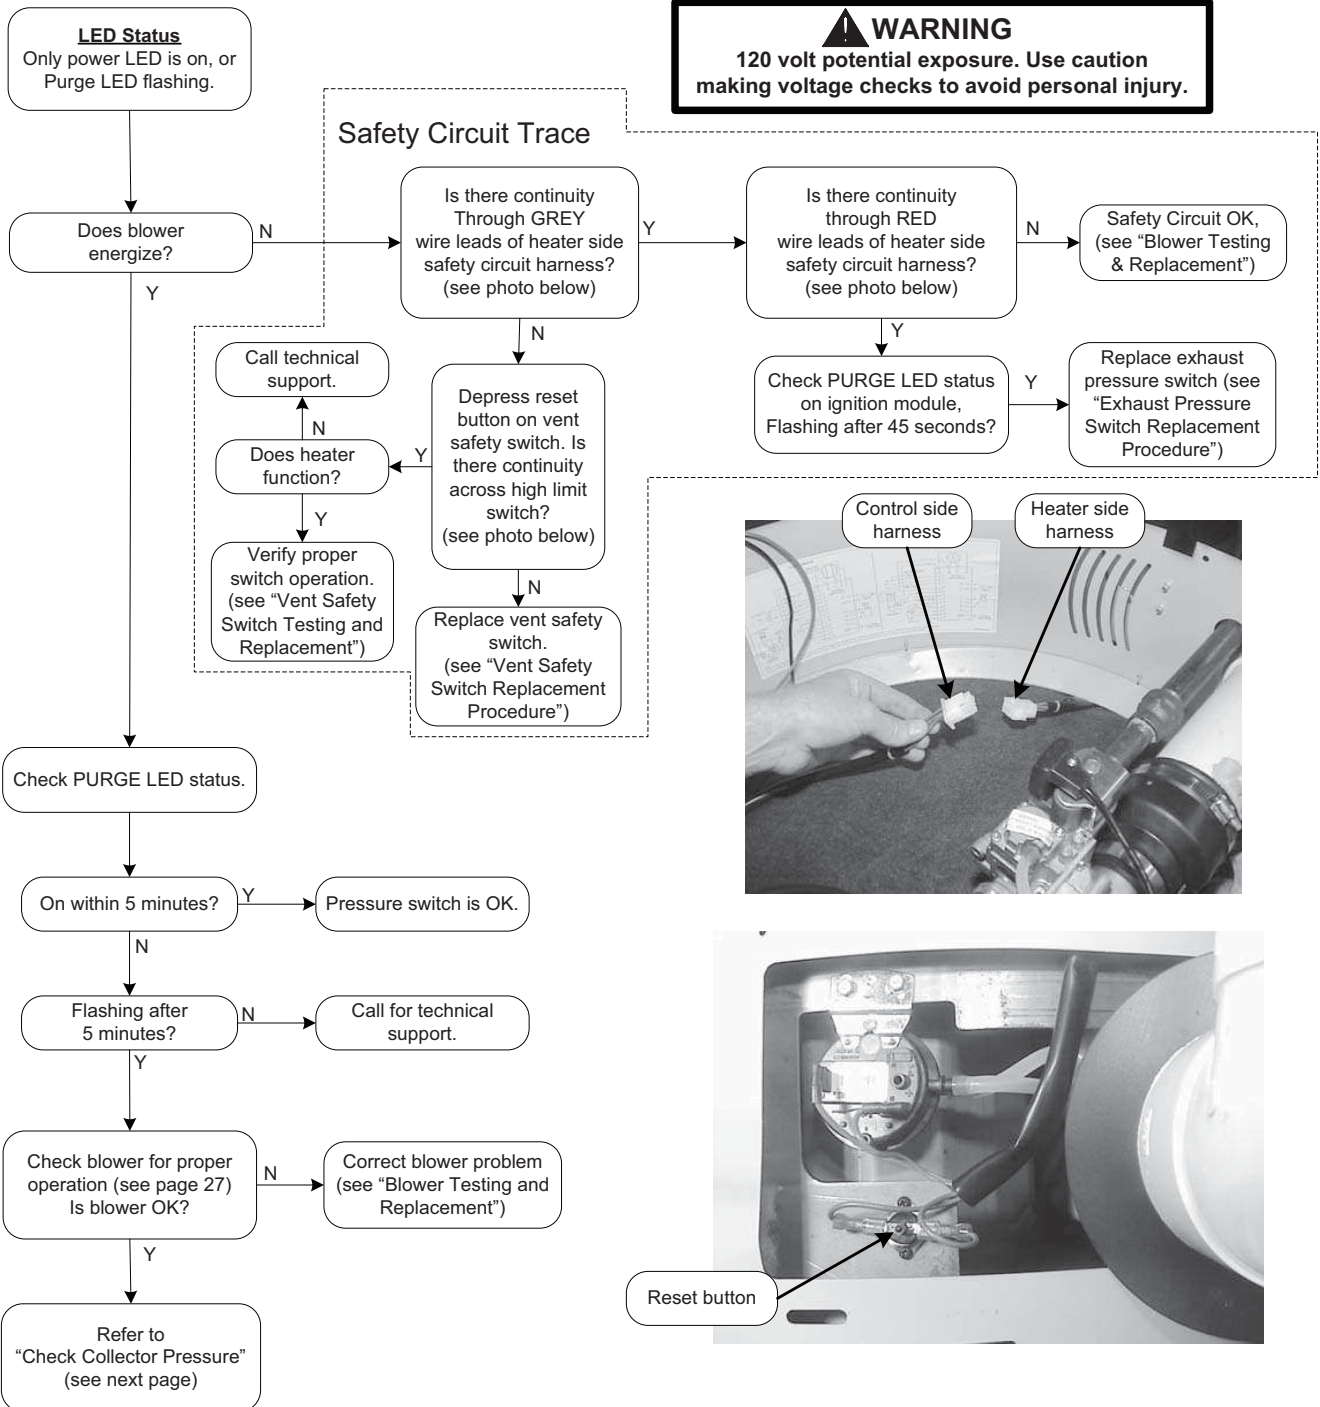 LED Status
Only power LED is on, or
Purge LED flashing.
WARNING
120 volt potential exposure. Use caution
making voltage checks to avoid personal injury.
Safety Circuit Trace
Does blower
energize?
N
Y
Is there continuity
Through GREY
wire leads of heater side
safety circuit harness?
(see photo below)
Y
N
Is there continuity
through RED
wire leads of heater side
safety circuit harness?
(see photo below)
N
Y
Safety Circuit OK,
(see “Blower Testing
& Replacement”)
Call technical
support.
N
Does heater
function?
Y
Y
Depress reset
button on vent
safety switch. Is
there continuity
across high limit
switch?
(see photo below)
N
Check PURGE LED status
on ignition module,
Flashing after 45 seconds?
Y
Replace exhaust
pressure switch (see
“Exhaust Pressure
Switch Replacement
Procedure”)
Verify proper
switch operation.
(see “Vent Safety
Switch Testing and
Replacement”)
Replace vent safety
switch.
(see “Vent Safety
Switch Replacement
Procedure”)
Control side
harness
Heater side
harness
Check PURGE LED status.
On within 5 minutes?
Y
Pressure switch is OK.
N
Flashing after
5 minutes?
N
Call for technical
support.
Y
Check blower for proper
operation (see page 27)
Is blower OK?
N
Correct blower problem
(see “Blower Testing and
Replacement”)
Y
Reset button
Refer to
“Check Collector Pressure”
(see next page)